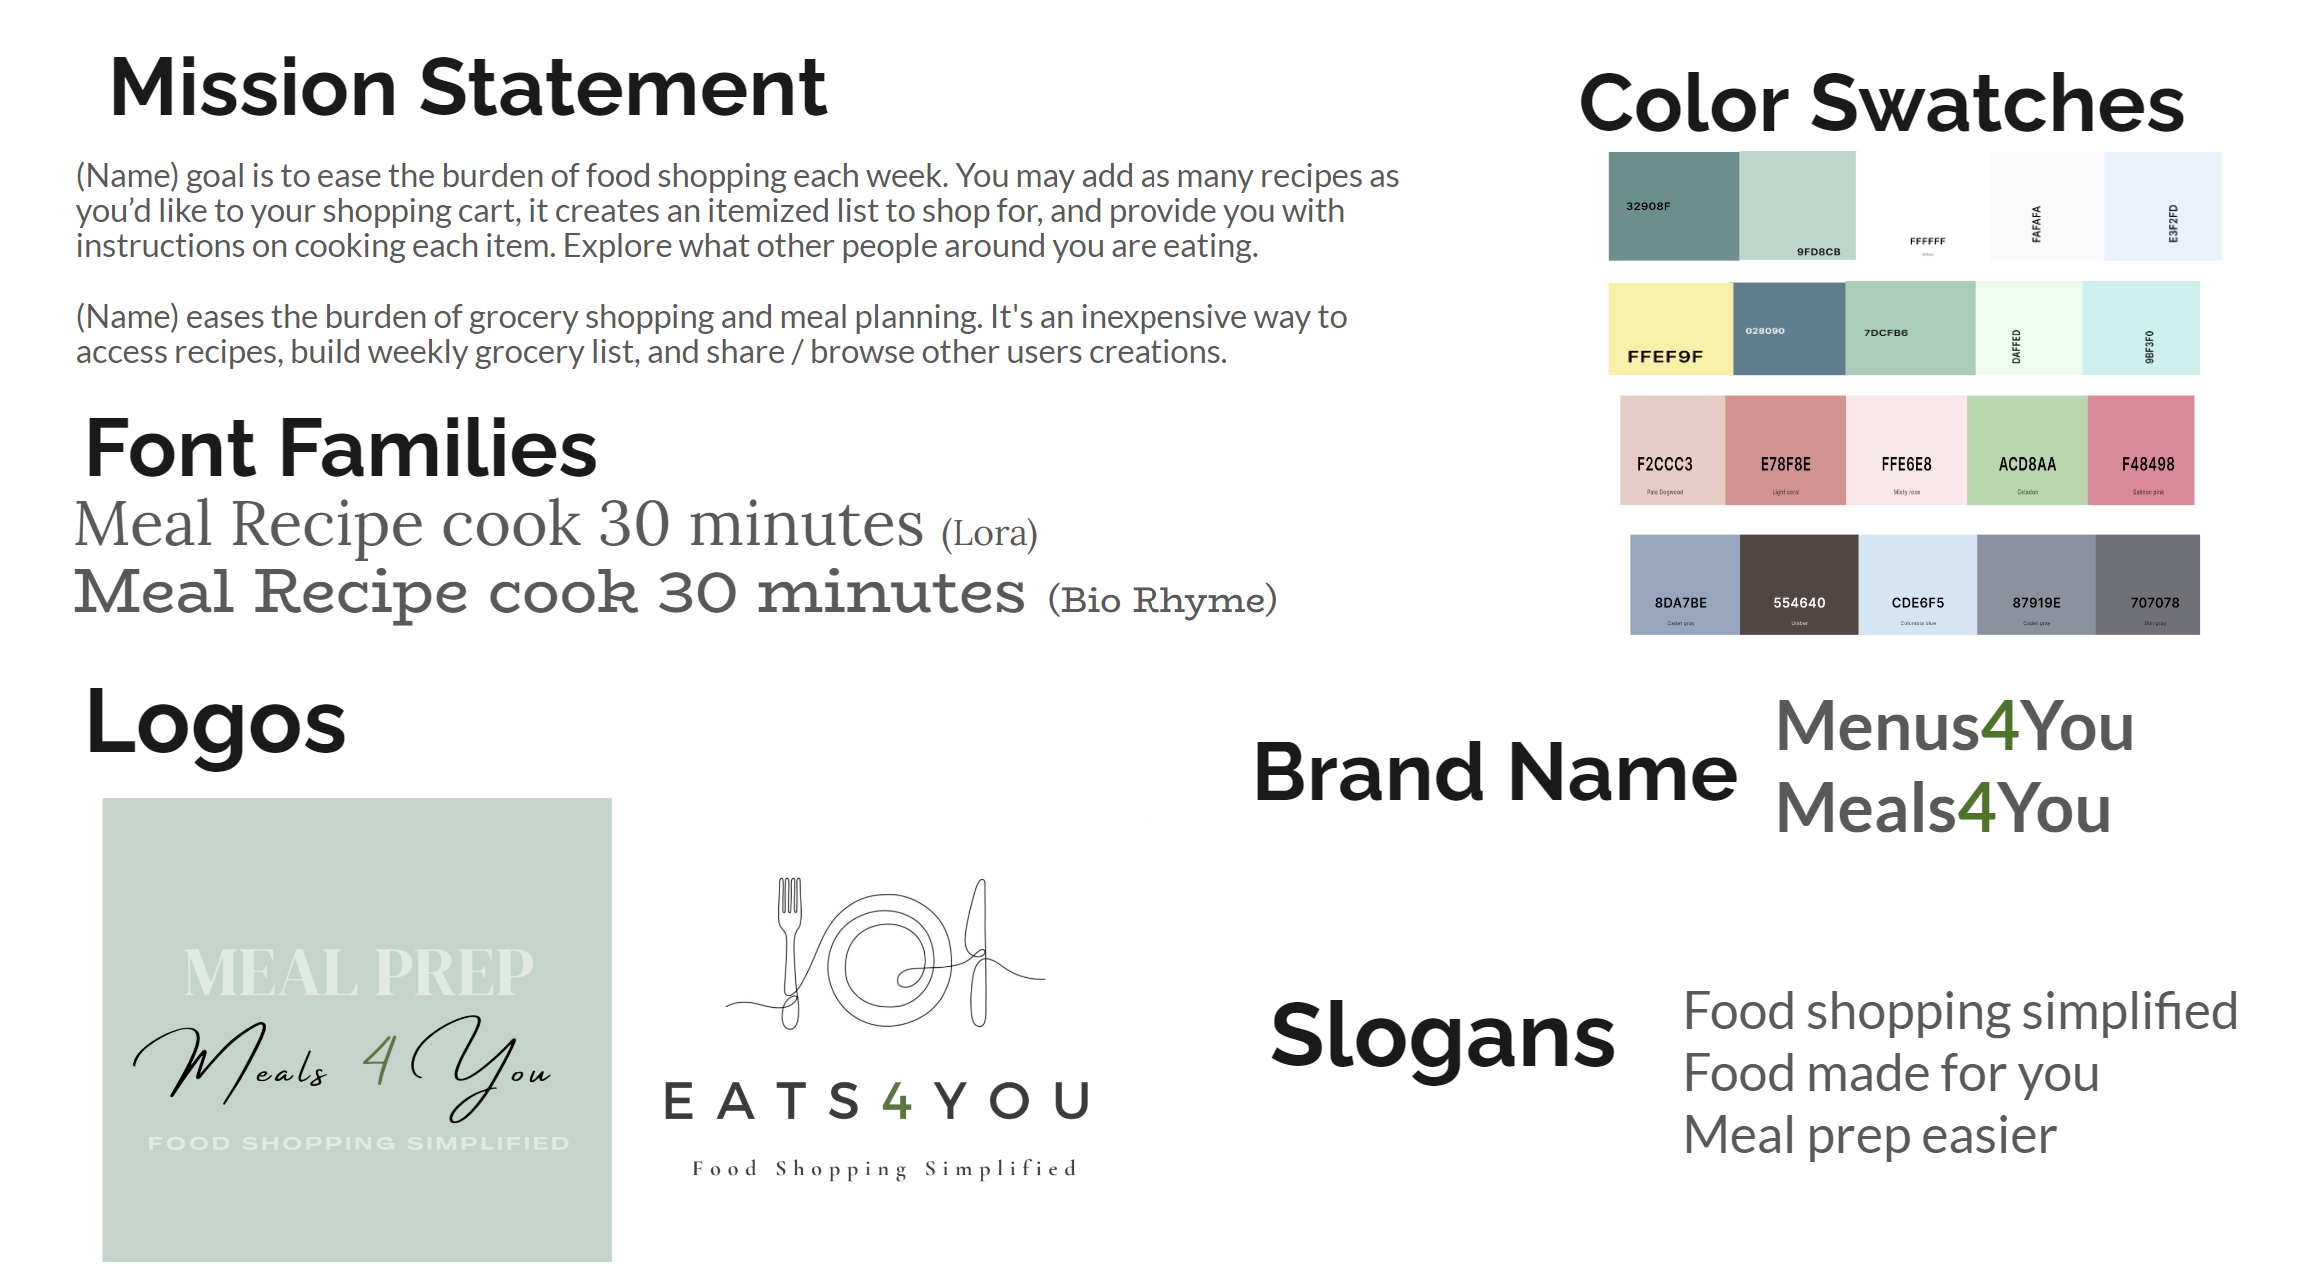 Mission Statement
(Name) goal is to ease the burden of food shopping each week. You may add as many recipes as
you’d like to your shopping cart, it creates an itemized list to shop for, and provide you with
instructions on cooking each item. Explore what other people around you are eating.
(Name) eases the burden of grocery shopping and meal planning. It's an inexpensive way to
access recipes, build weekly grocery list, and share / browse other users creations.
Font Families
Meal Recipe cook 30 minutes (Lora)
Meal Recipe cook 30 minutes (Bio Rhyme)
Color Swatches
32908F
9FD8CB
FFFFFF
FAFAFA
E3F2FD
FFEF9F
028090
7DCFB6
DAFFED
9BF3F0
F2CCC3
Pale Dogwood
E78F8E
Light coral
FFE6E8
Misty rose
ACD8AA
Celadon
F48498
Salmon pink
8DA7BE
Cadet gray
554640
Umber
CDE6F5
Columbia blue
87919E
Cadet gray
707078
Dim gray
Logos
MEAL PREP
Meals 4 You
FOOD SHOPPING SIMPLIFIED
EATS4YOU
Food Shopping Simplified
Brand Name
Menus4You
Meals4You
Slogans
Food shopping simplified
Food made for you
Meal prep easier